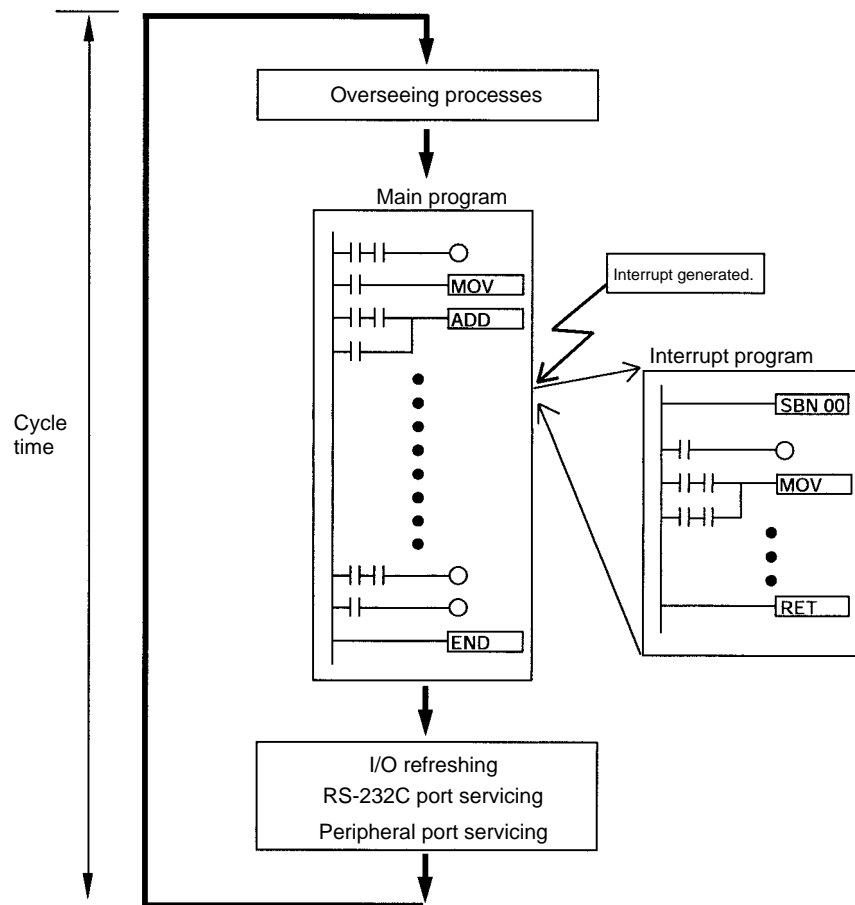 Overseeing processes
Main program
MOV
ADD
Interrupt generated.
Interrupt program
SBN 00
MOV
RET
Cycle
time
END
I/O refreshing
RS-232C port servicing
Peripheral port servicing